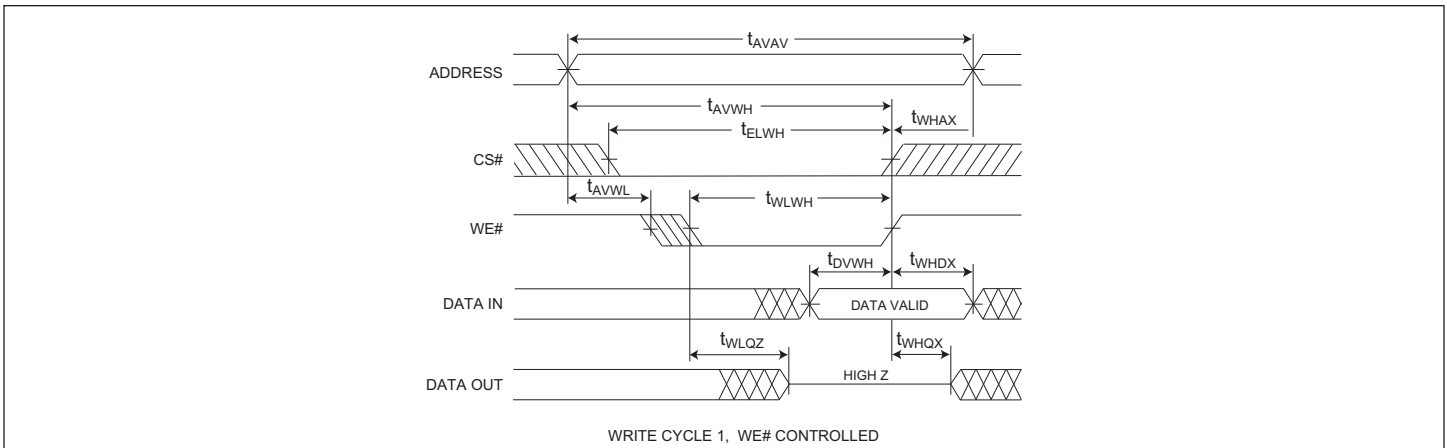 tAVAV
ADDRESS
tAVWH
tELWH
tWHAX
CS#
tAVWL
tWLWH
WE#
tDVWH
tWHDX
DATA IN
DATA VALID
tWLQZ
tWHQX
DATA OUT
HIGH Z
WRITE CYCLE 1, WE# CONTROLLED